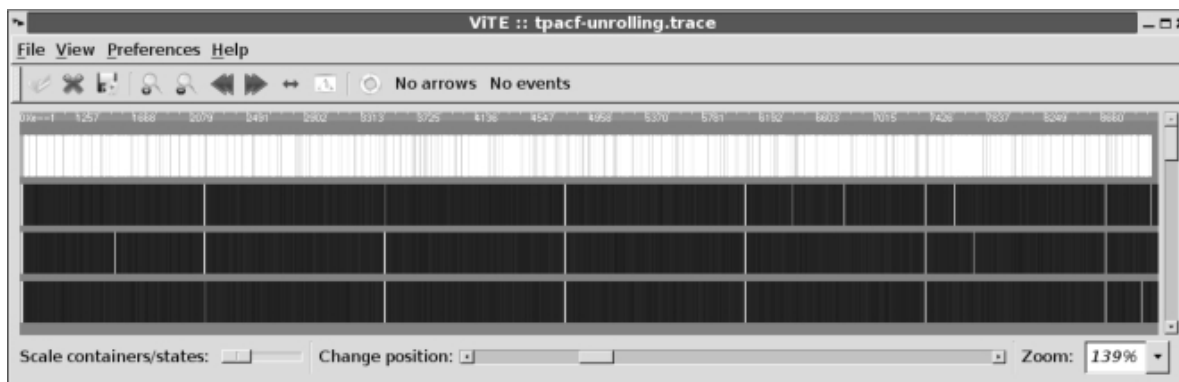 ViTE :: tpacf-unrolling.trace
File View Preferences Help
No arrows No events
1257 1668 2079 2491 2902 3313 3725 4136 4547 4958 5370 5781 6192 6603 7015 7426 7837 8249 8660
Scale containers/states: Change position: Zoom: 139%